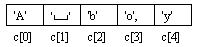 'A' '⎵' 'b' 'o', 'y'
c[0] c[1] c[2] c[3] c[4]